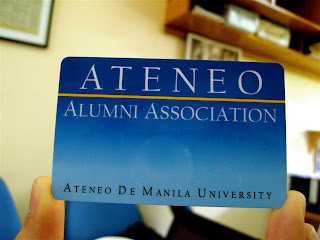 ATENEO
ALUMNI ASSOCIATION
ATENEO DE MANILA UNIVERSITY